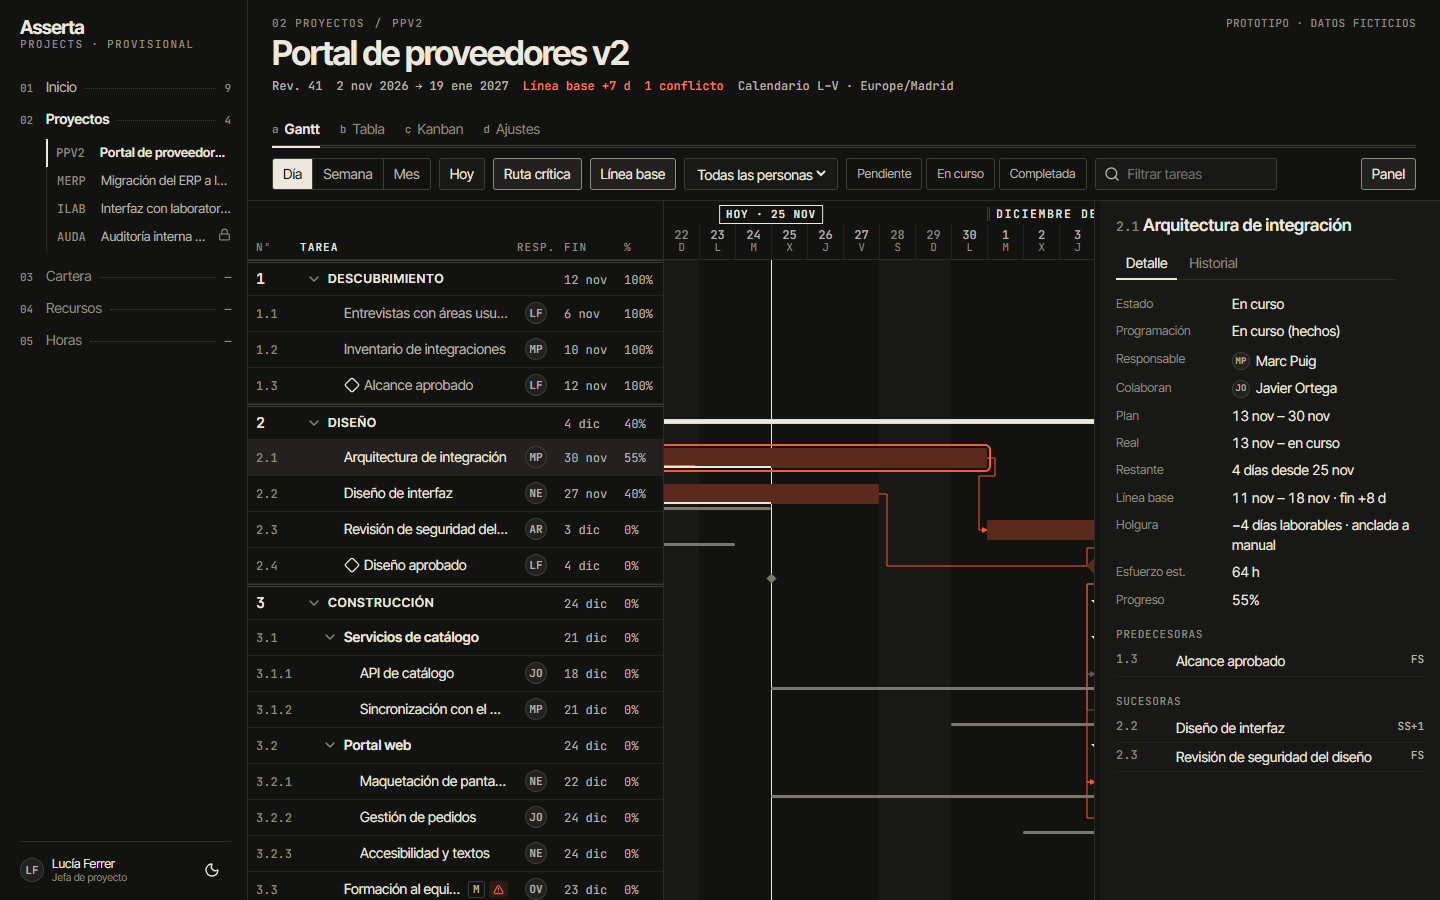 Asserta
PROJECTS · PROVISIONAL
01 Inicio 9
02 Proyectos 4
PPV2 Portal de proveedor...
MERP Migración del ERP a l...
ILAB Interfaz con laborator...
AUDA Auditoría interna ...
03 Cartera –
04 Recursos –
05 Horas –
LF Lucía Ferrer
Jefa de proyecto
02 PROYECTOS / PPV2
PROTOTIPO · DATOS FICTICIOS
Portal de proveedores v2
Rev. 41 2 nov 2026 → 19 ene 2027 Línea base +7 d 1 conflicto Calendario L-V · Europe/Madrid
a Gantt b Tabla c Kanban d Ajustes
Día Semana Mes Hoy Ruta crítica Línea base Todas las personas Pendiente En curso Completada Filtrar tareas Panel
HOY · 25 NOV
DICIEMBRE DE
N° TAREA RESP. FIN %
22 23 24 25 26 27 28 29 30 1 2 3
D L M X J V S D L M X J
1 DESCUBRIMIENTO 12 nov 100%
1.1 Entrevistas con áreas usu... LF 6 nov 100%
1.2 Inventario de integraciones MP 10 nov 100%
1.3 Alcance aprobado LF 12 nov 100%
2 DISEÑO 4 dic 40%
2.1 Arquitectura de integración MP 30 nov 55%
2.2 Diseño de interfaz NE 27 nov 40%
2.3 Revisión de seguridad del... AR 3 dic 0%
2.4 Diseño aprobado LF 4 dic 0%
3 CONSTRUCCIÓN 24 dic 0%
3.1 Servicios de catálogo 21 dic 0%
3.1.1 API de catálogo JO 18 dic 0%
3.1.2 Sincronización con el ... MP 21 dic 0%
3.2 Portal web 24 dic 0%
3.2.1 Maquetación de panta... NE 22 dic 0%
3.2.2 Gestión de pedidos JO 24 dic 0%
3.2.3 Accesibilidad y textos NE 24 dic 0%
3.3 Formación al equi... M OV 23 dic 0%
2.1 Arquitectura de integración
Detalle Historial
Estado En curso
Programación En curso (hechos)
Responsable MP Marc Puig
Colaboran JO Javier Ortega
Plan 13 nov – 30 nov
Real 13 nov – en curso
Restante 4 días desde 25 nov
Línea base 11 nov – 18 nov · fin +8 d
Holgura −4 días laborables · anclada a
manual
Esfuerzo est. 64 h
Progreso 55%
PREDECESORAS
1.3 Alcance aprobado FS
SUCESORAS
2.2 Diseño de interfaz SS+1
2.3 Revisión de seguridad del diseño FS